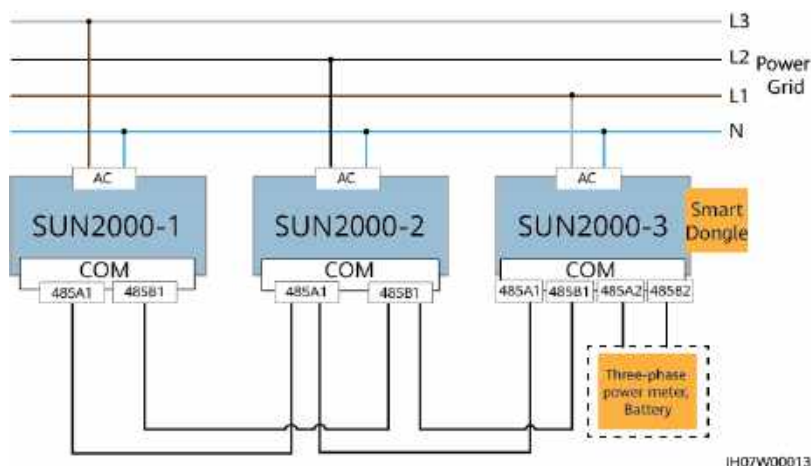 L3
L2
Power
Grid
L1
N
AC
AC
AC
SUN2000-1
SUN2000-2
SUN2000-3
Smart
Dongle
COM
COM
COM
485A1
485B1
485A1
485B1
485A1
485B1
485A2
485B2
Three-phase
power meter,
Battery
IH07W00013